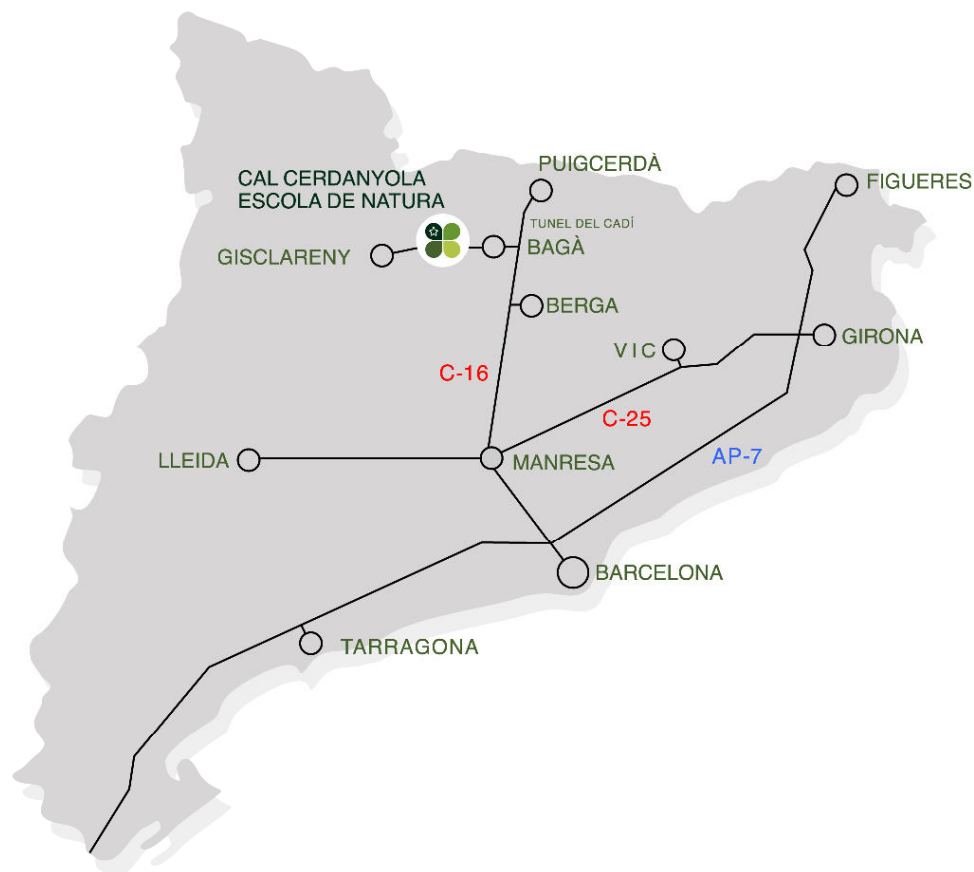 PUIGCERDÀ
CAL CERDANYOLA
ESCOLA DE NATURA
FIGUERES
TUNEL DEL CADÍ
GISCLARENY
BAGÀ
BERGA
VIC
GIRONA
C-16
C-25
LLEIDA
MANRESA
AP-7
BARCELONA
TARRAGONA